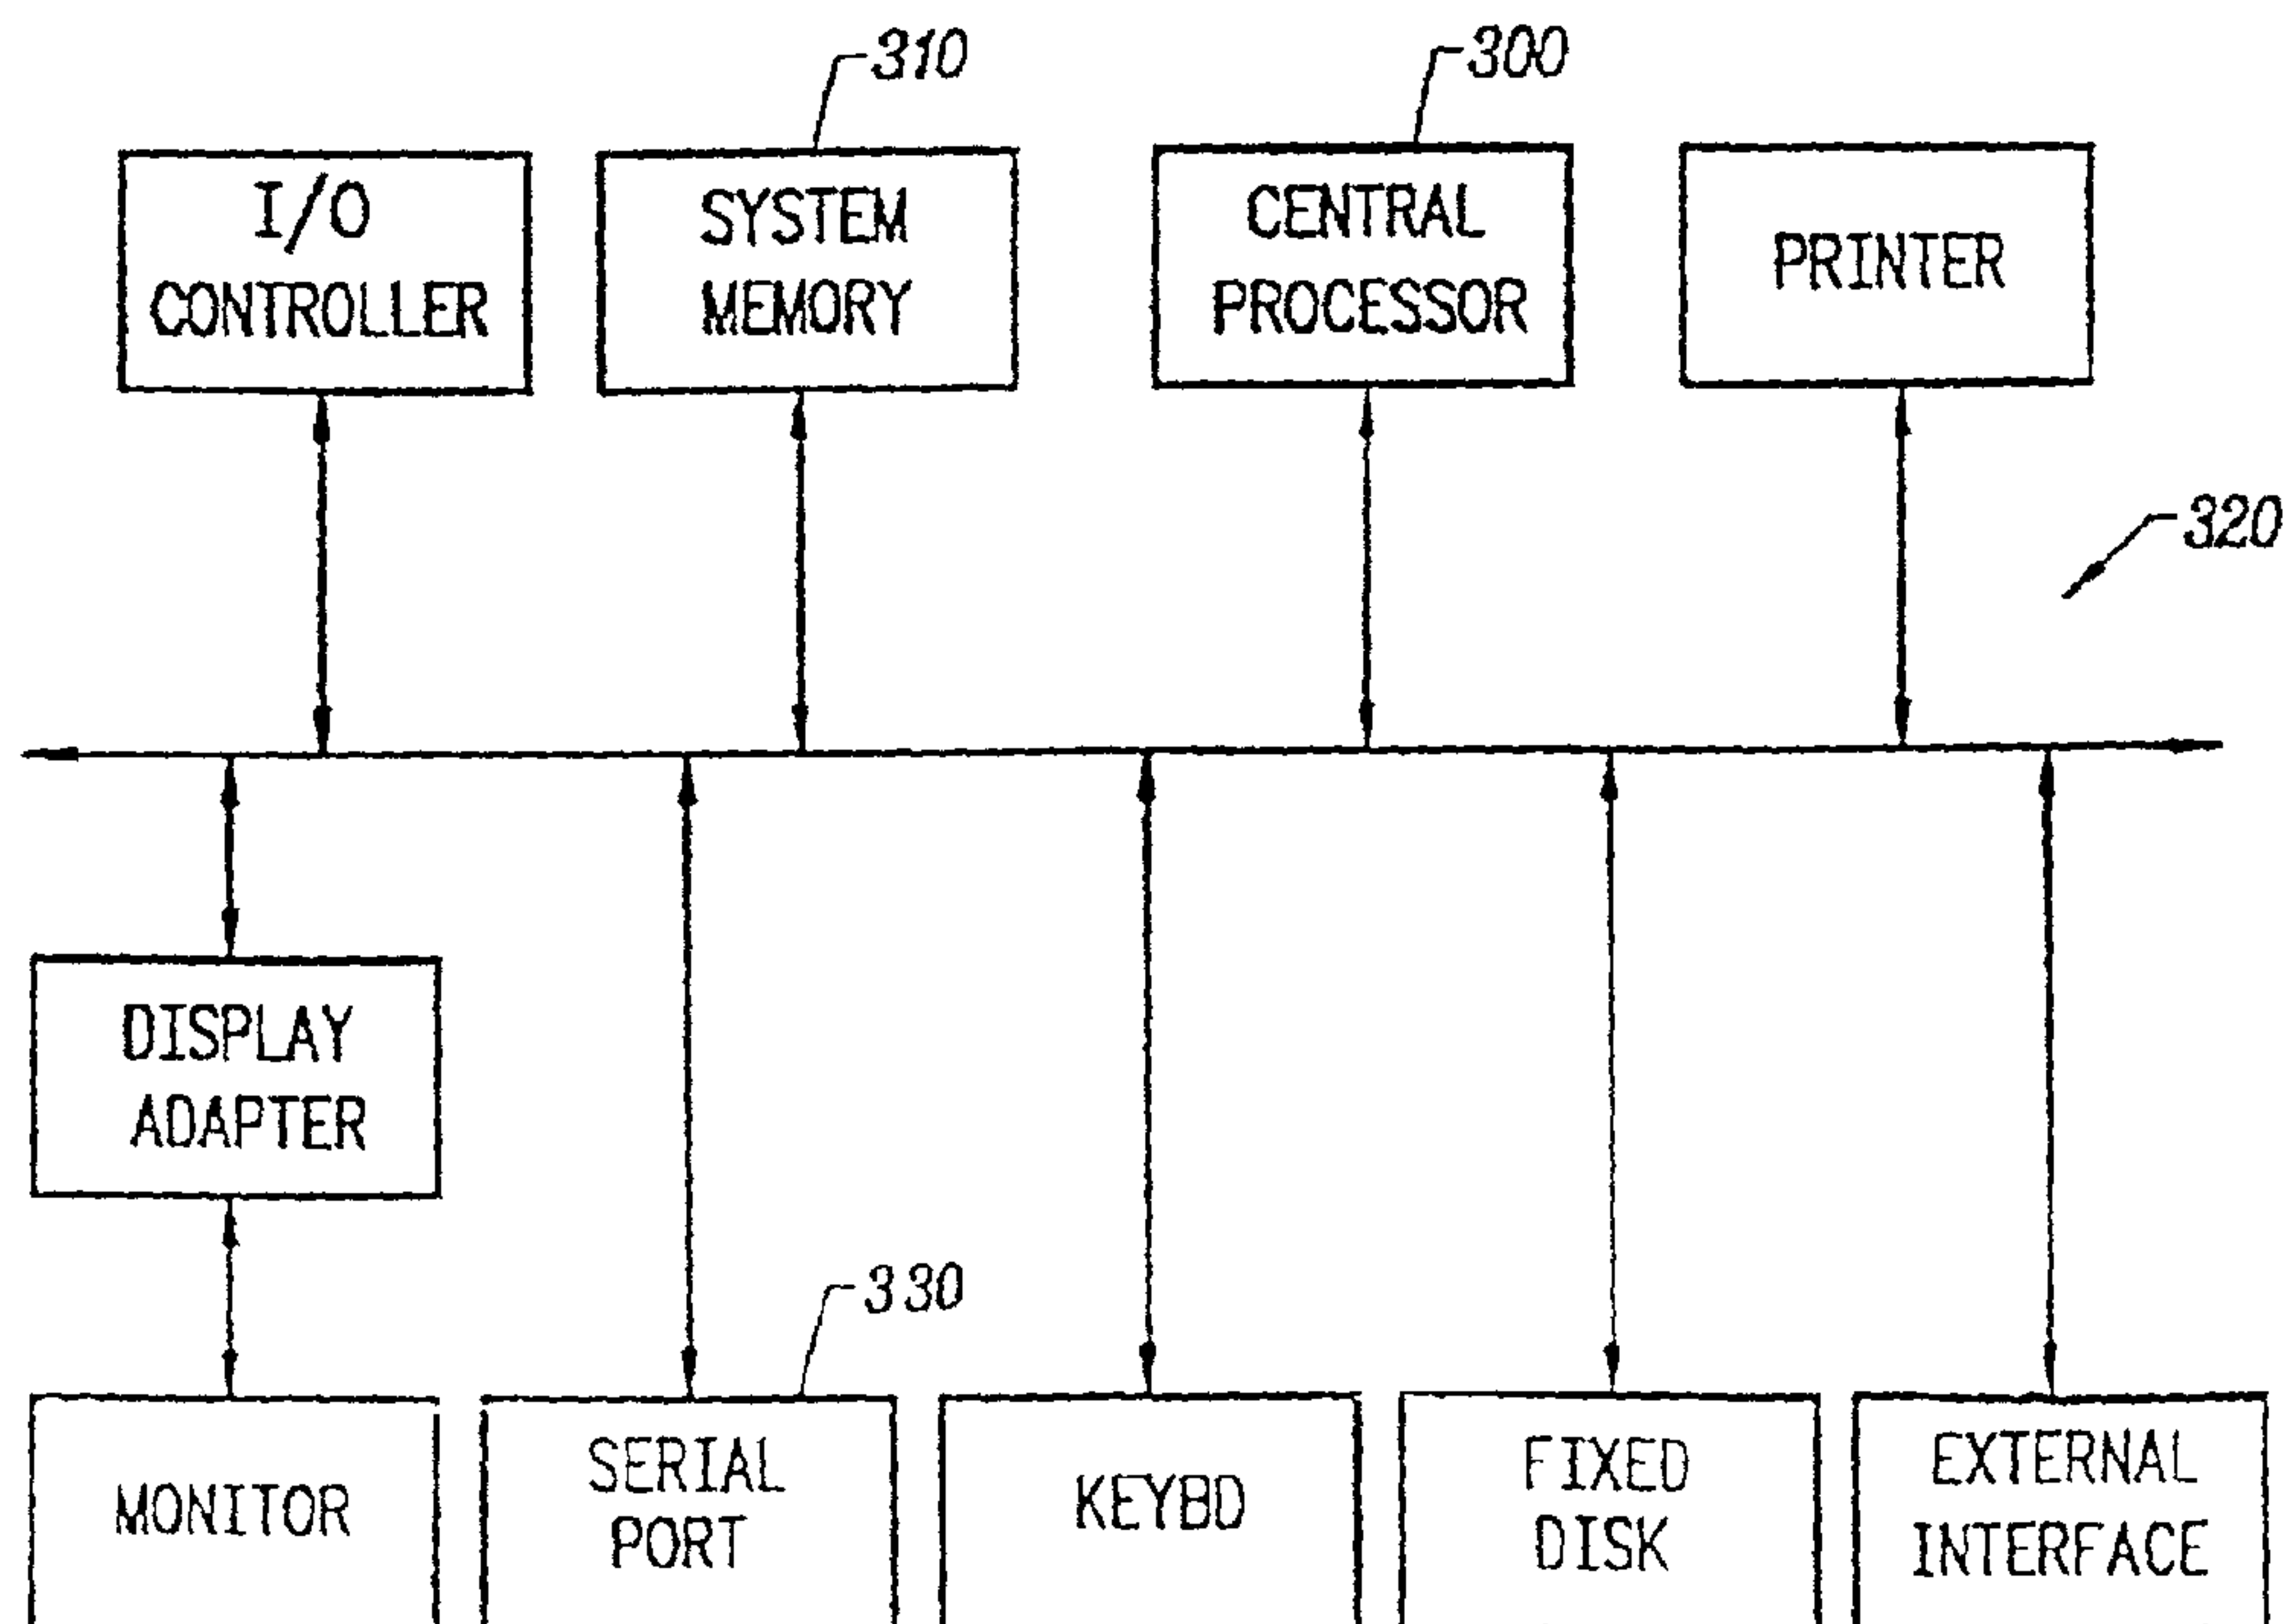 310
300
I/O
CONTROLLER
SYSTEM
MEMORY
CENTRAL
PROCESSOR
PRINTER
320
DISPLAY
ADAPTER
330
MONITOR
SERIAL
PORT
KEYBD
FIXED
DISK
EXTERNAL
INTERFACE